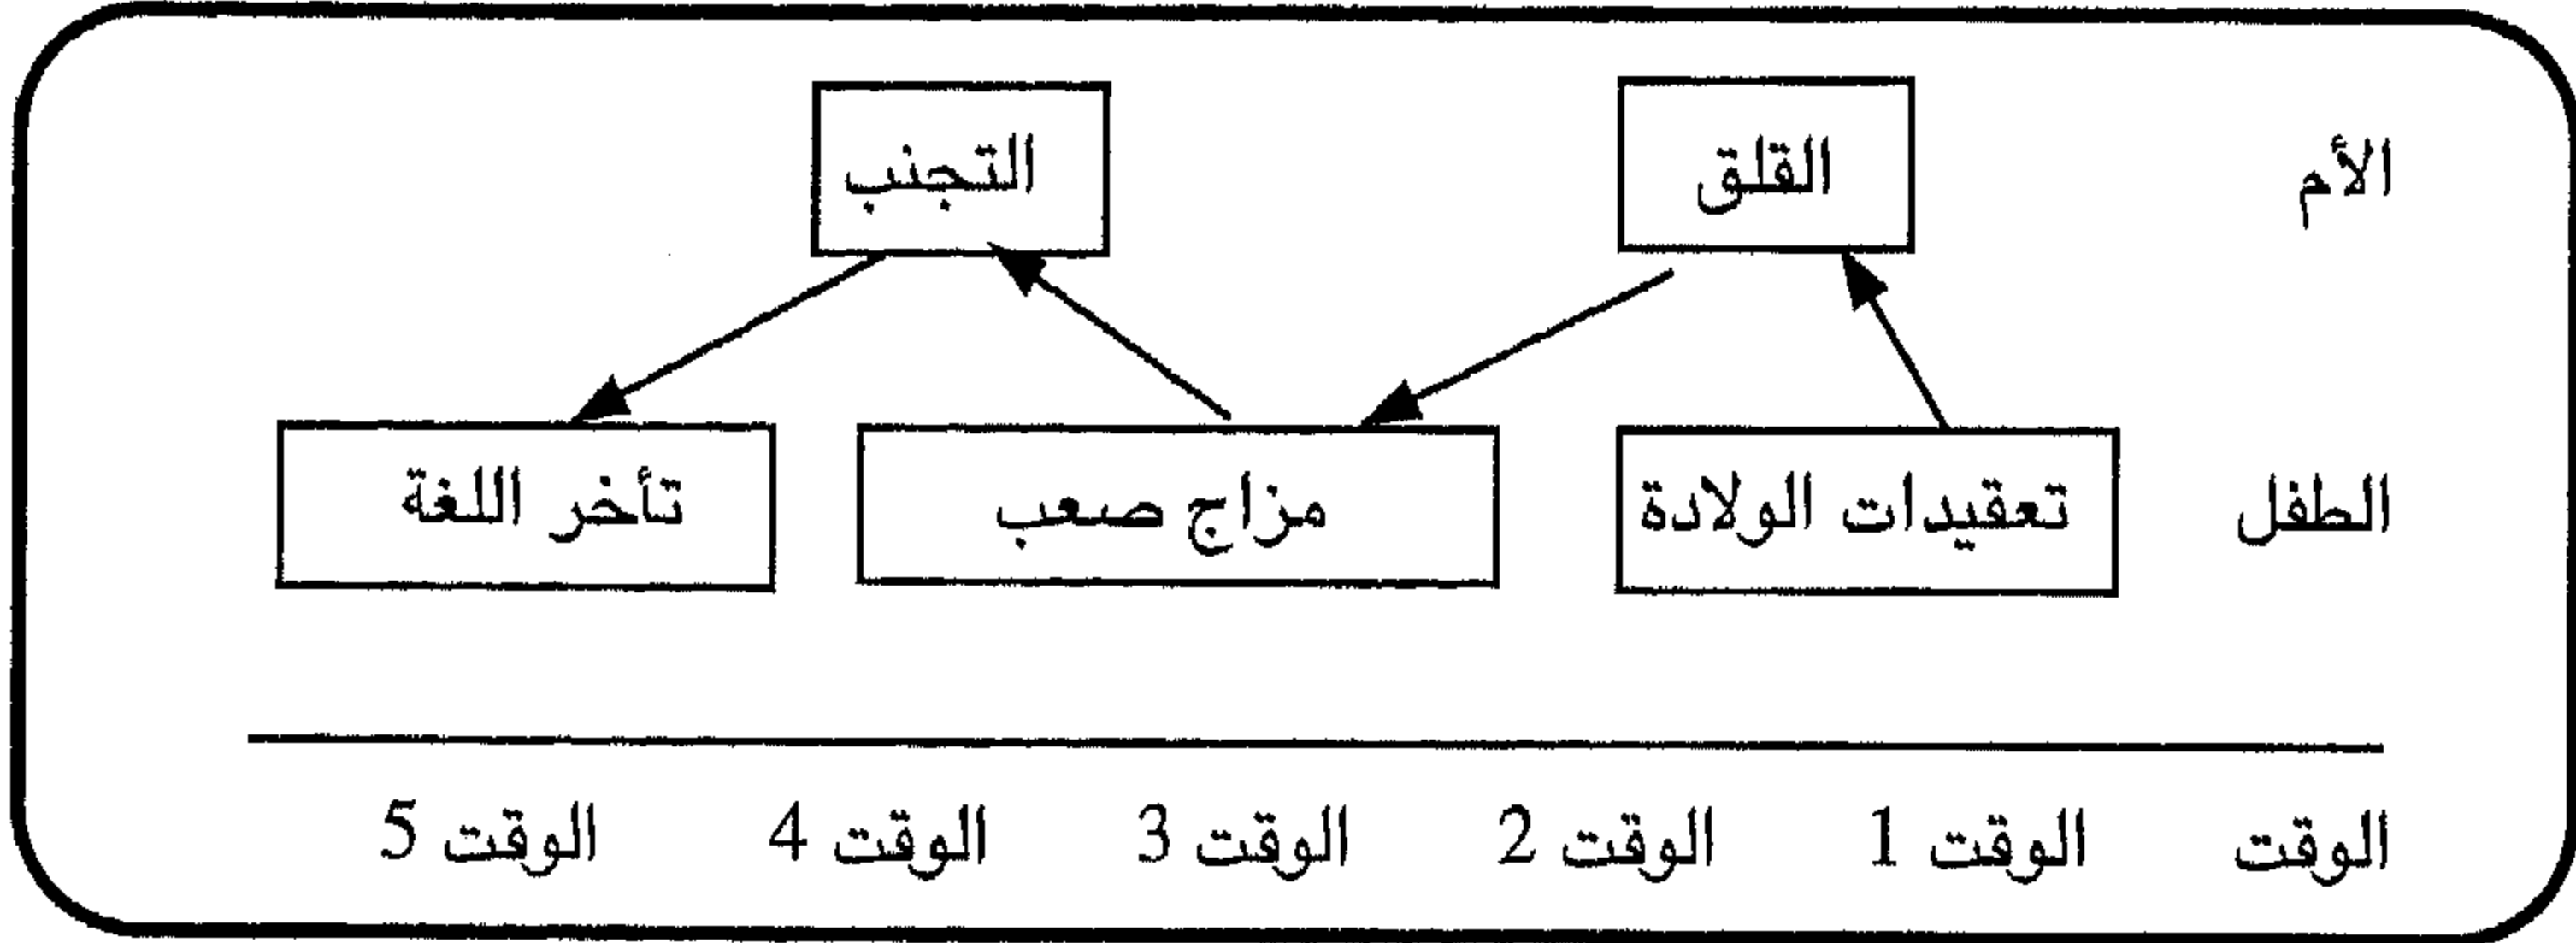 الأم القلق التجنب
الطفل تعقيدات الولادة مزاج صعب تأخر اللغة
الوقت الوقت 1 الوقت 2 الوقت 3 الوقت 4 الوقت 5